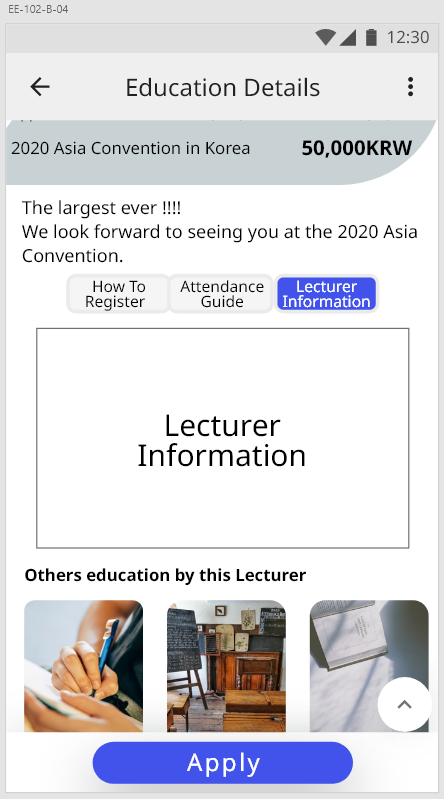 EE-102-B-04
12:30
Education Details
2020 Asia Convention in Korea
50,000KRW
The largest ever !!!!
We look forward to seeing you at the 2020 Asia
Convention.
How To
Register
Attendance
Guide
Lecturer
Information
Lecturer
Information
Others education by this Lecturer
Apply